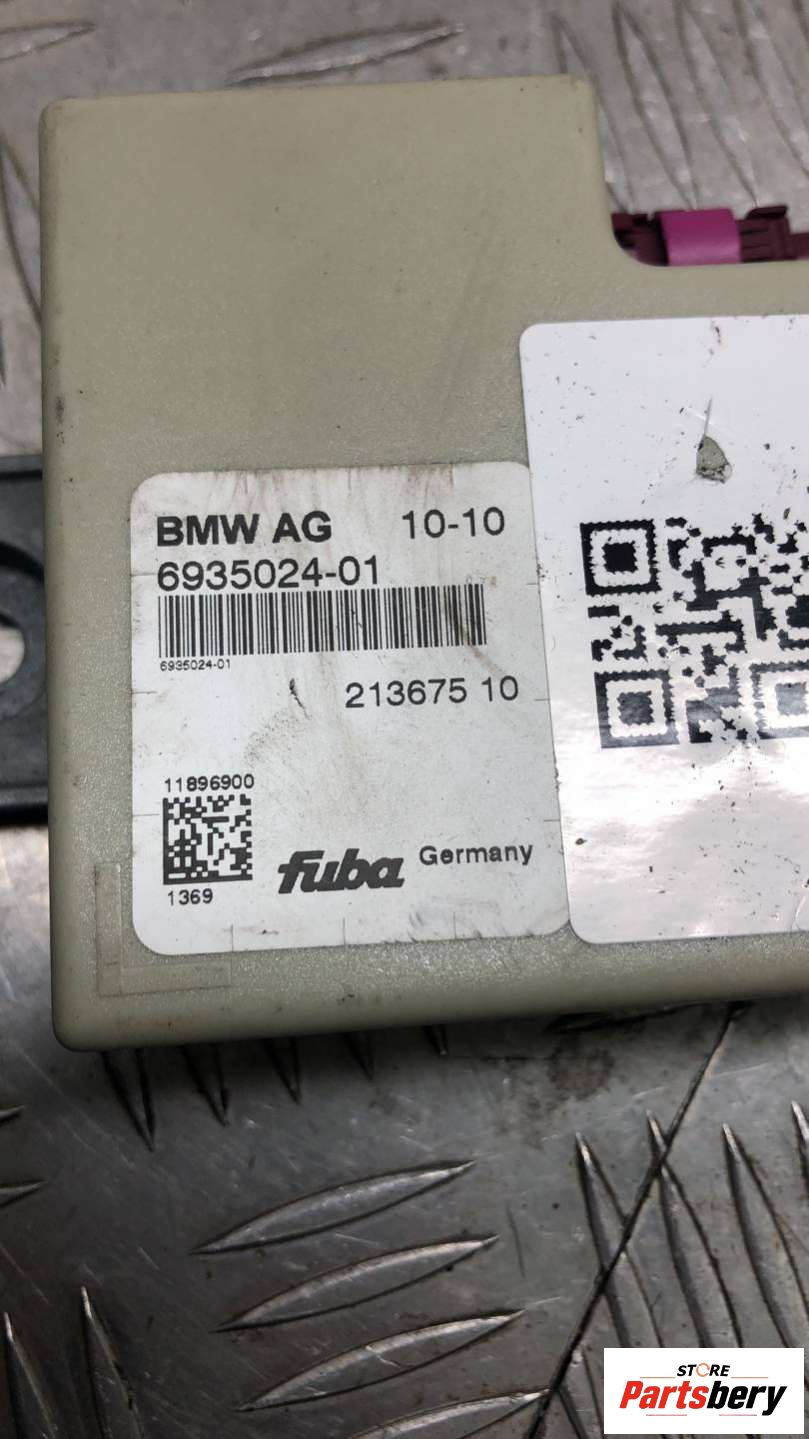 BMW AG 10-10
6935024-01
6935024-01
213675 10
11896900
1369
fuba Germany
STORE
Partsbery